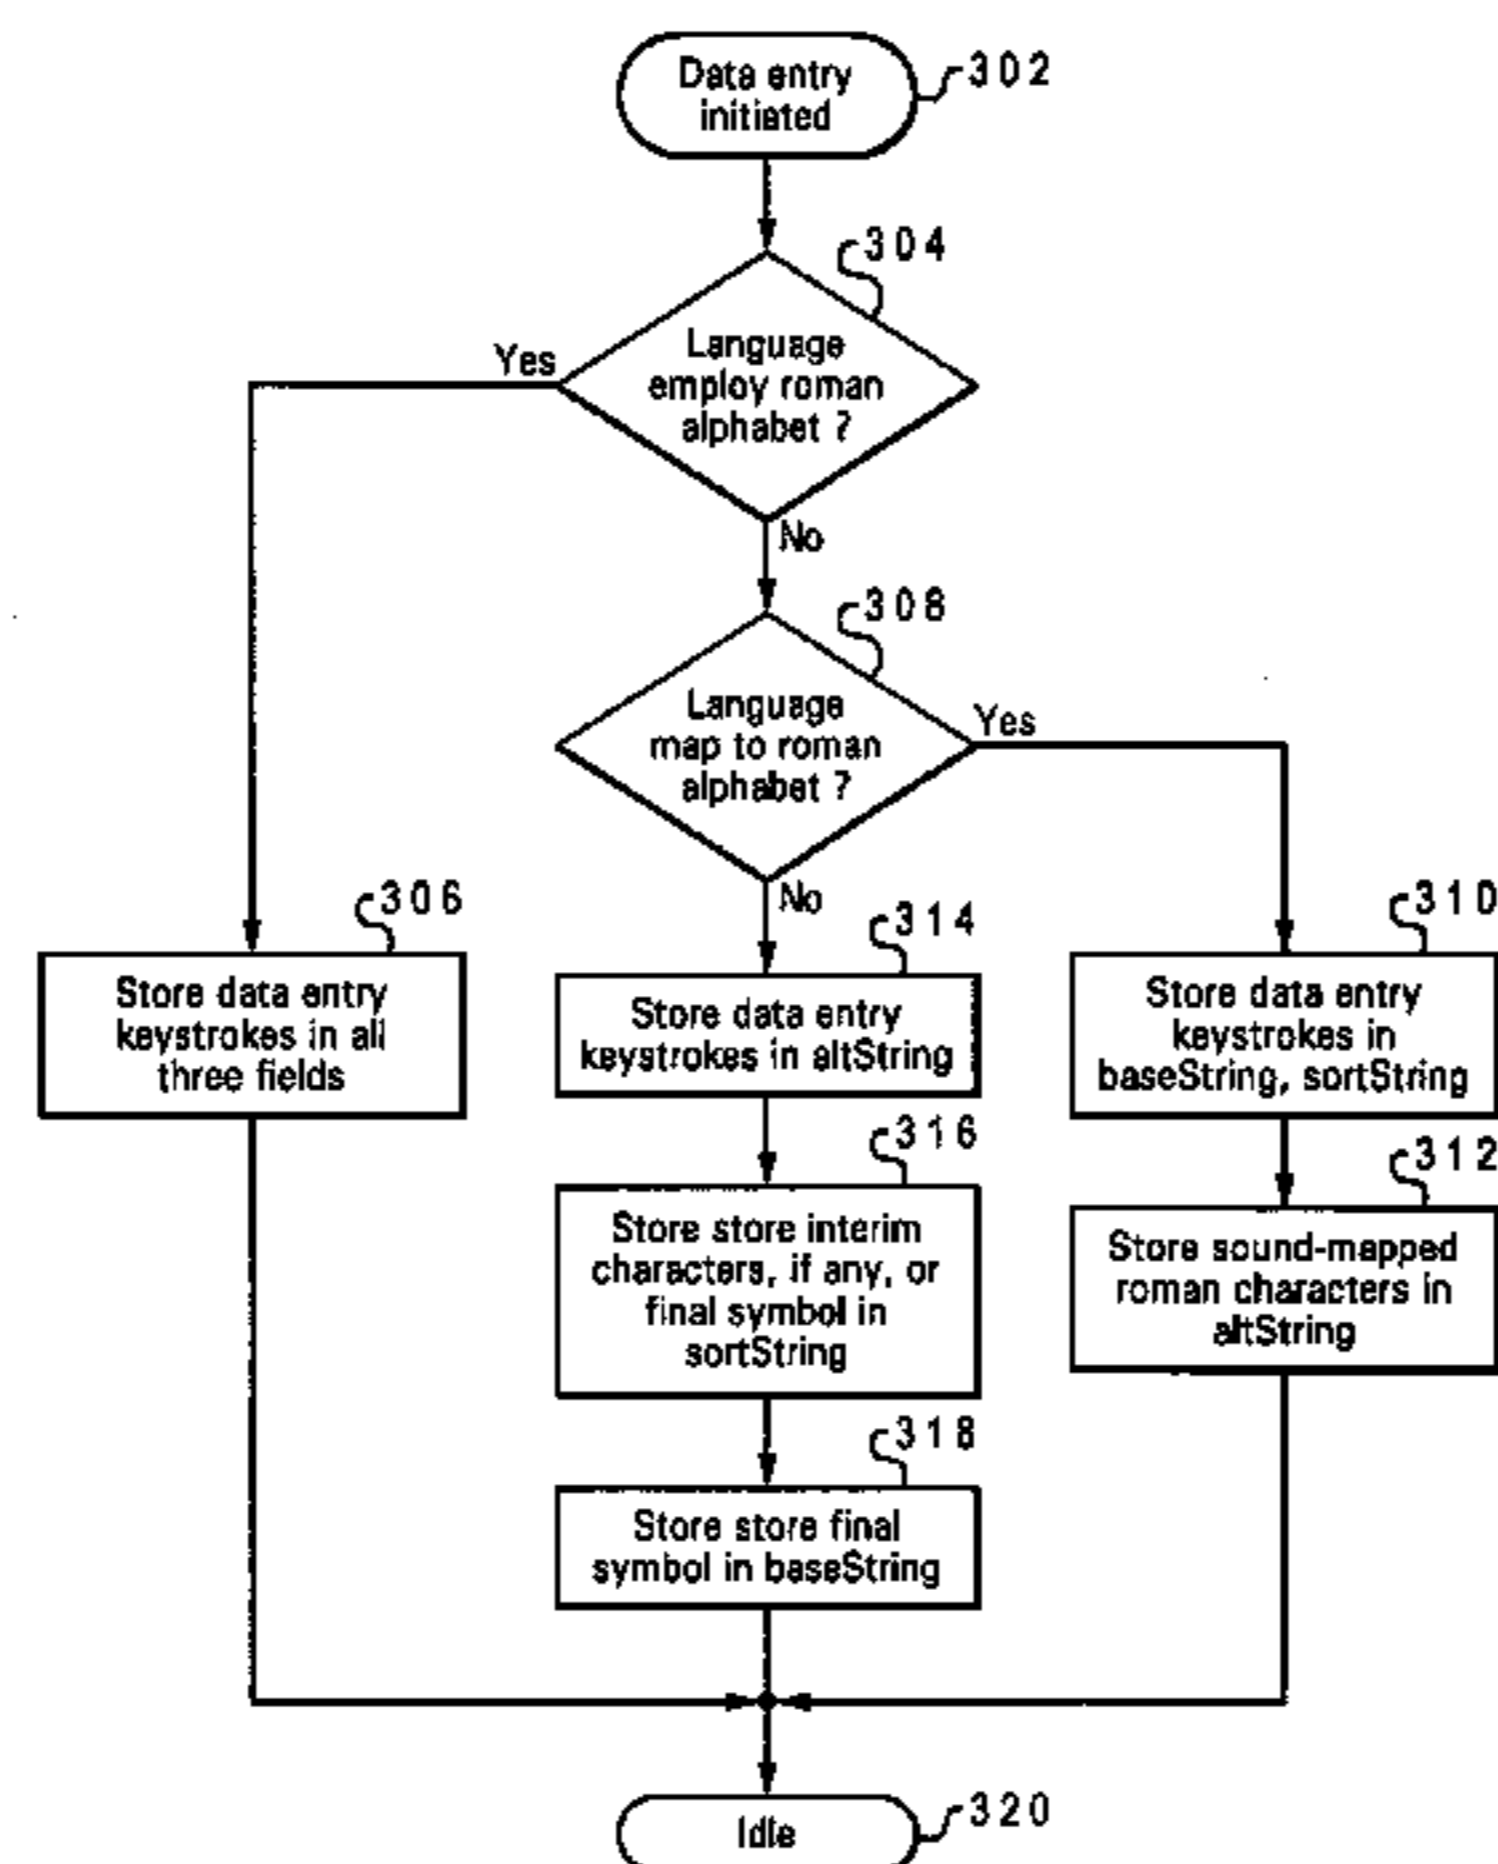 Data entry
initiated
302
304
Language
employ roman
alphabet ?
Yes
No
308
Language
map to roman
alphabet ?
Yes
No
306
Store data entry
keystrokes in all
three fields
314
Store data entry
keystrokes in altString
310
Store data entry
keystrokes in
baseString, sortString
316
Store store interim
characters, if any, or
final symbol in
sortString
312
Store sound-mapped
roman characters in
altString
318
Store store final
symbol in baseString
Idle
320